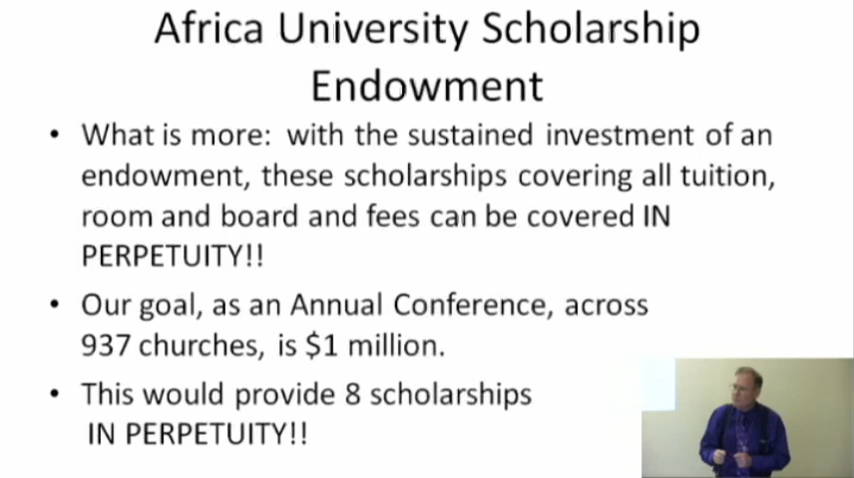 Africa University Scholarship
Endowment
• What is more:  with the sustained investment of an
endowment, these scholarships covering all tuition,
room and board and fees can be covered IN
PERPETUITY!!
• Our goal, as an Annual Conference, across
937 churches, is $1 million.
• This would provide 8 scholarships
IN PERPETUITY!!